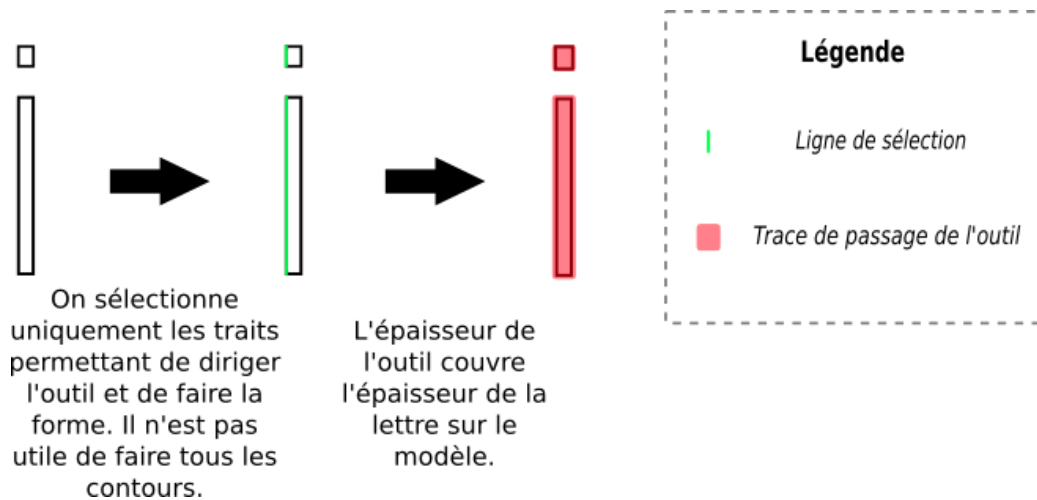 Légende
Ligne de sélection
Trace de passage de l'outil
On sélectionne
uniquement les traits
permettant de diriger
l'outil et de faire la
forme. Il n'est pas
utile de faire tous les
contours.
L'épaisseur de
l'outil couvre
l'épaisseur de la
lettre sur le
modèle.